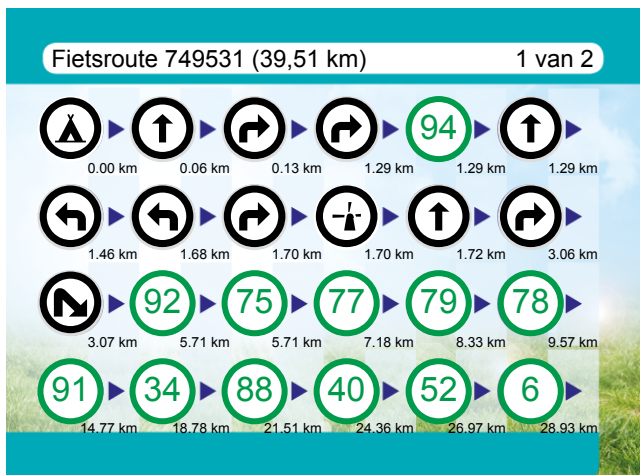 Fietsroute 749531 (39,51 km) 1 van 2
94
0.00 km 0.06 km 0.13 km 1.29 km 1.29 km 1.29 km
1.46 km 1.68 km 1.70 km 1.70 km 1.72 km 3.06 km
92 75 77 79 78
3.07 km 5.71 km 5.71 km 7.18 km 8.33 km 9.57 km
91 34 88 40 52 6
14.77 km 18.78 km 21.51 km 24.36 km 26.97 km 28.93 km